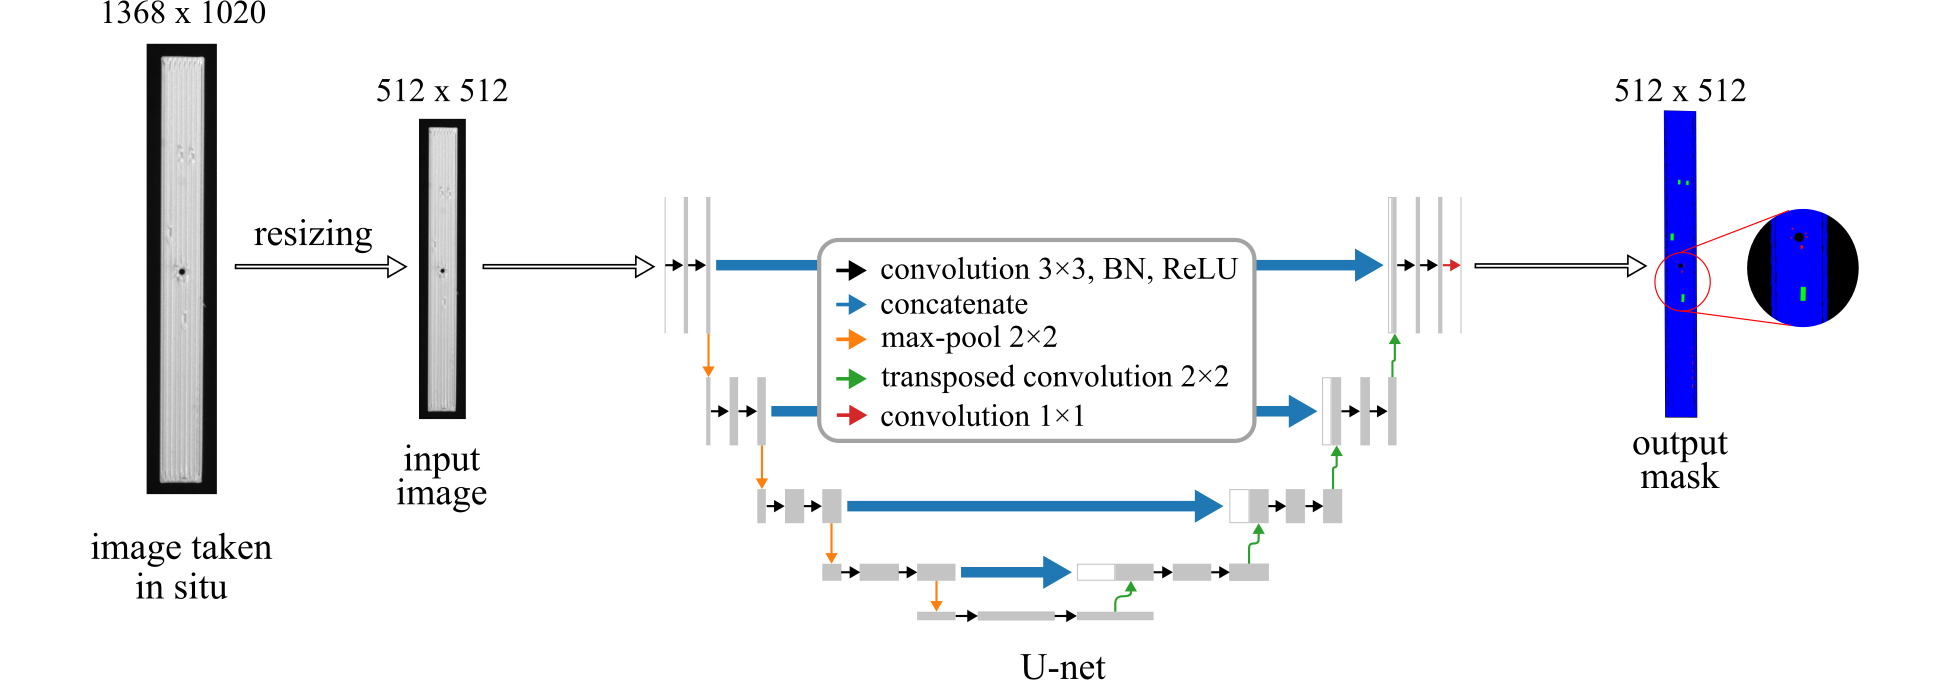 1368 x 1020
512 x 512
512 x 512
resizing
convolution 3×3, BN, ReLU
concatenate
max-pool 2×2
transposed convolution 2×2
convolution 1×1
input
image
output
mask
image taken
in situ
U-net